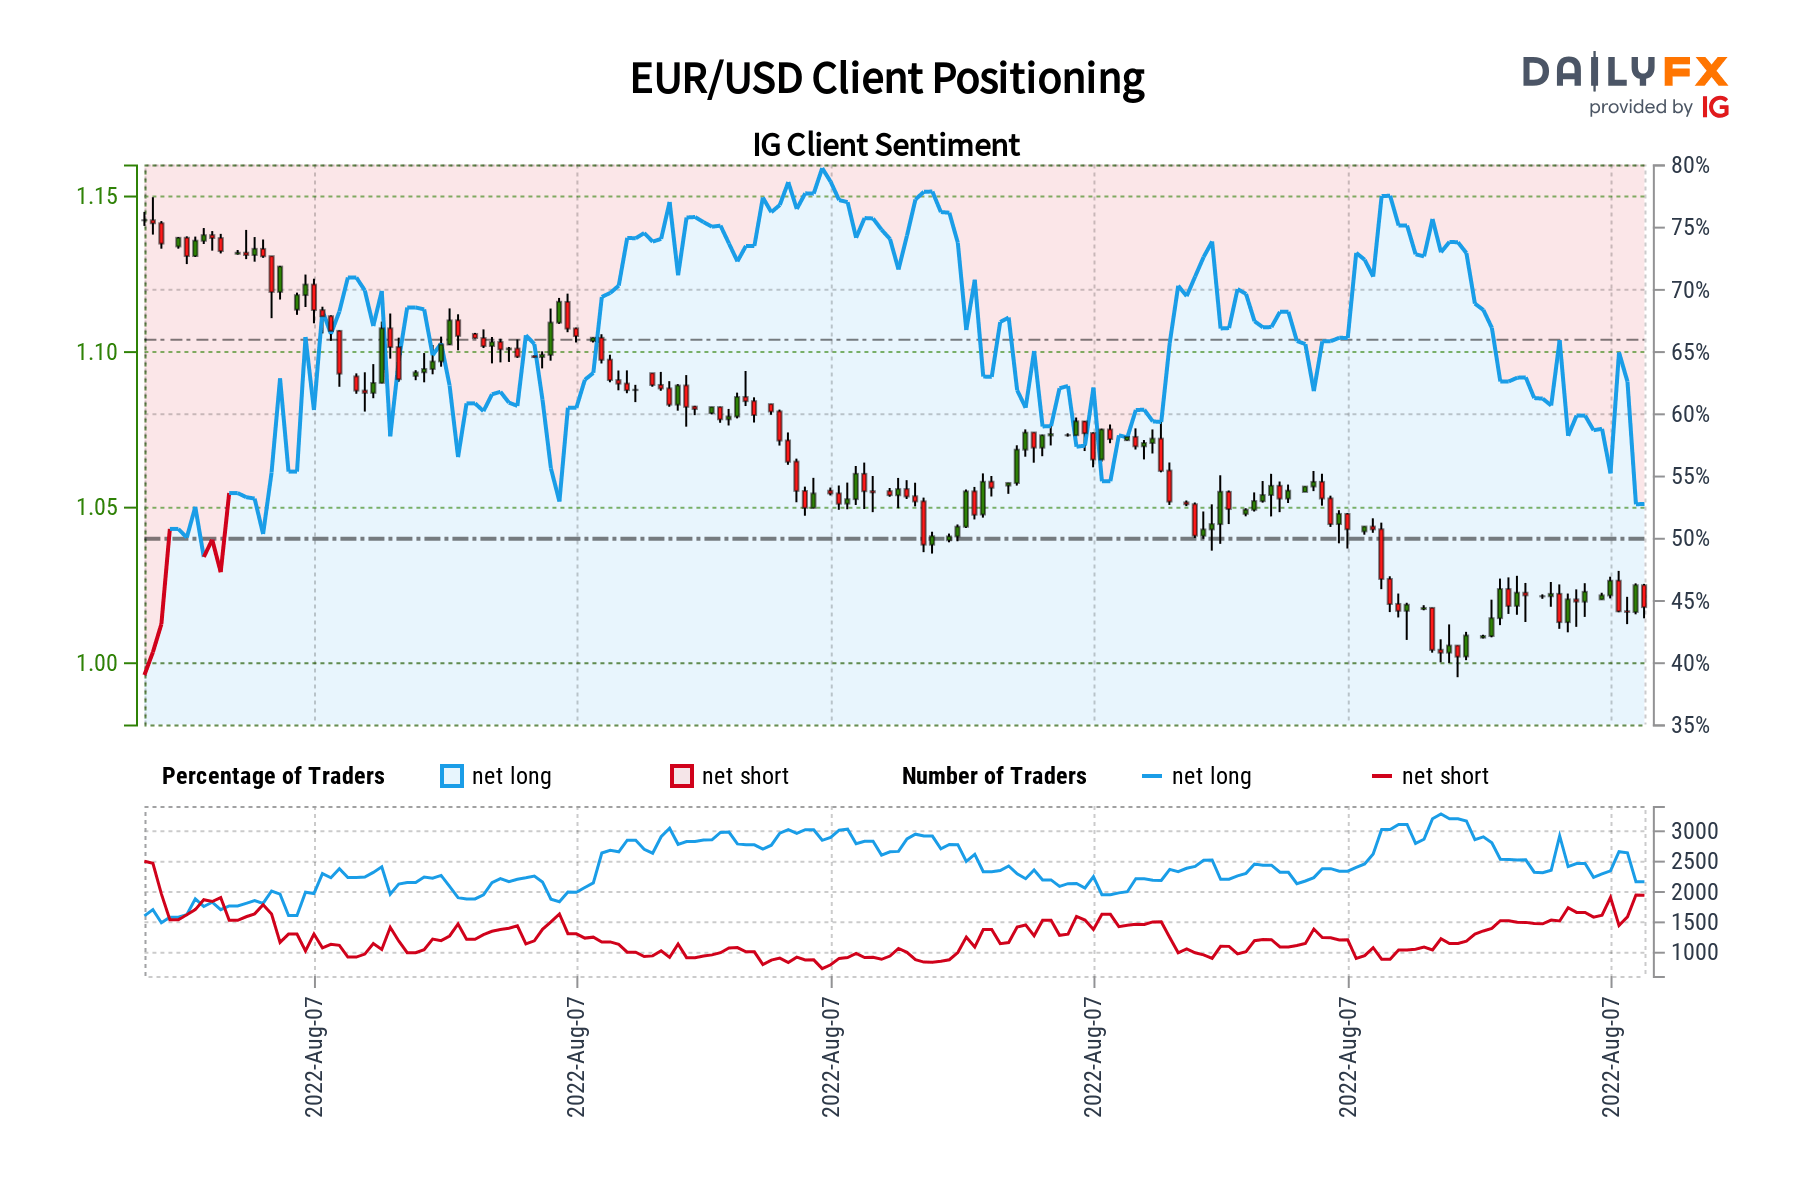 EUR/USD Client Positioning
DAILYFX
provided by IG
IG Client Sentiment
1.15
1.10
1.05
1.00
80%
75%
70%
65%
60%
55%
50%
45%
40%
35%
Percentage of Traders net long net short Number of Traders net long net short
3000
2500
2000
1500
1000
2022-Aug-07
2022-Aug-07
2022-Aug-07
2022-Aug-07
2022-Aug-07
2022-Aug-07